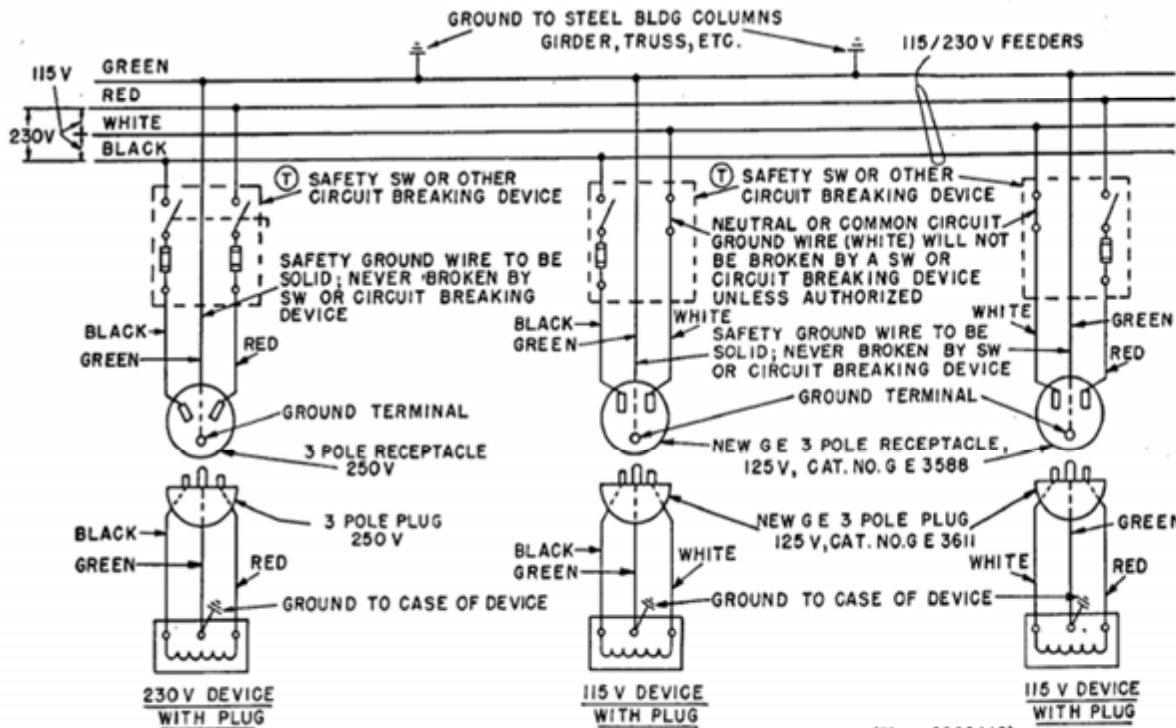 GROUND TO STEEL BLDG COLUMNS
GIRDER, TRUSS, ETC.
115/230 V FEEDERS
115 V
GREEN
RED
230V
WHITE
BLACK
T SAFETY SW OR OTHER
CIRCUIT BREAKING DEVICE
T SAFETY SW OR OTHER
CIRCUIT BREAKING DEVICE
NEUTRAL OR COMMON CIRCUIT
GROUND WIRE (WHITE) WILL NOT
BE BROKEN BY A SW OR
CIRCUIT BREAKING DEVICE
UNLESS AUTHORIZED
SAFETY GROUND WIRE TO BE
SOLID; NEVER BROKEN BY
SW OR CIRCUIT BREAKING
DEVICE
BLACK
GREEN
RED
BLACK
GREEN
WHITE
SAFETY GROUND WIRE TO BE
SOLID; NEVER BROKEN BY SW
OR CIRCUIT BREAKING DEVICE
WHITE
GREEN
RED
GROUND TERMINAL
GROUND TERMINAL
3 POLE RECEPTACLE
250 V
NEW G E 3 POLE RECEPTACLE,
125 V, CAT. NO. G E 3588
3 POLE PLUG
250 V
NEW G E 3 POLE PLUG
125 V, CAT. NO. G E 3611
BLACK
GREEN
RED
BLACK
GREEN
WHITE
WHITE
GREEN
RED
GROUND TO CASE OF DEVICE
GROUND TO CASE OF DEVICE
230 V DEVICE
WITH PLUG
115 V DEVICE
WITH PLUG
115 V DEVICE
WITH PLUG